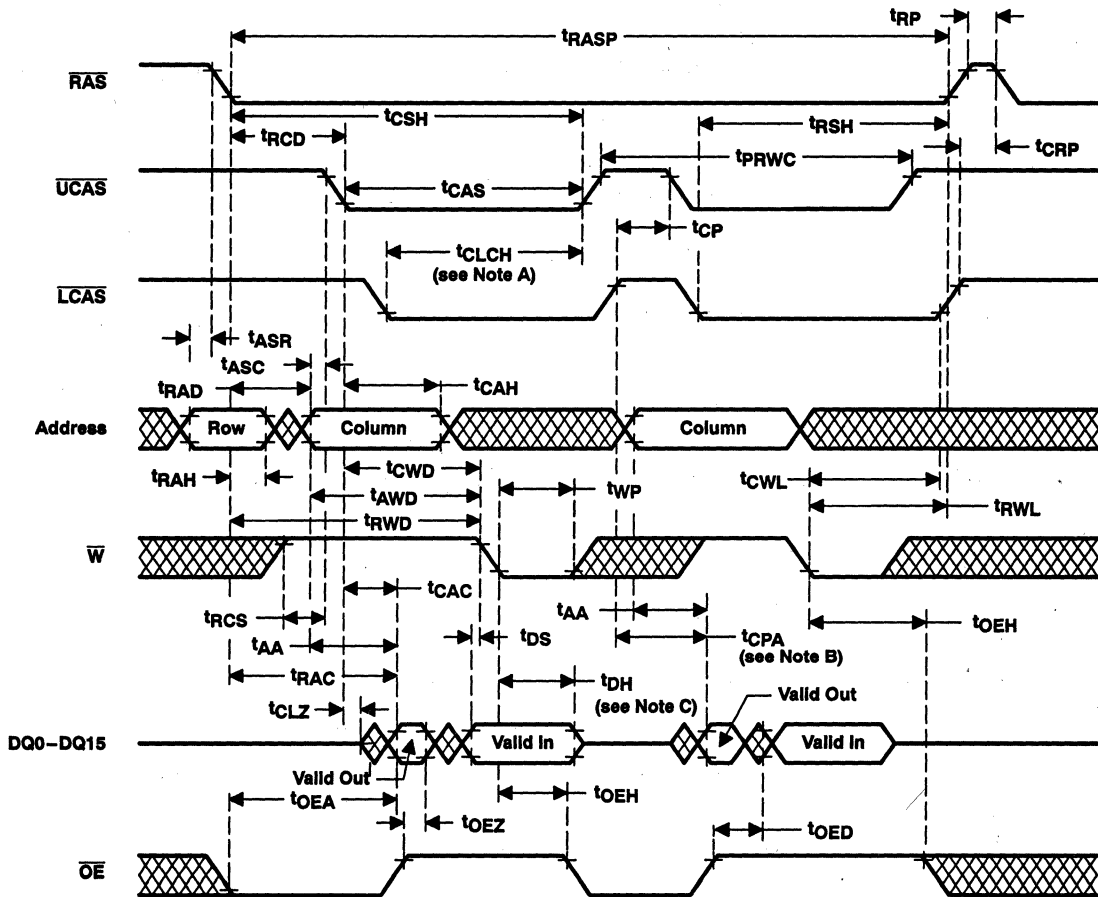 tRP
tRASP
RAS
tCSH
tRSH
tRCD
tCRP
tPRWC
UCAS
tCAS
tCP
tCLCH
(see Note A)
LCAS
tASR
tASC
tRAD
tCAH
Address
Row
Column
Column
tRAH
tCWD
tWP
tCWL
tAWD
tRWL
tRWD
W
tCAC
tRCS
tAA
tOEH
tAA
tDS
tCPA
(see Note B)
tRAC
tDH
(see Note C)
Valid Out
tCLZ
DQ0–DQ15
Valid In
Valid In
Valid Out
tOEA
tOEH
tOEZ
tOED
OE